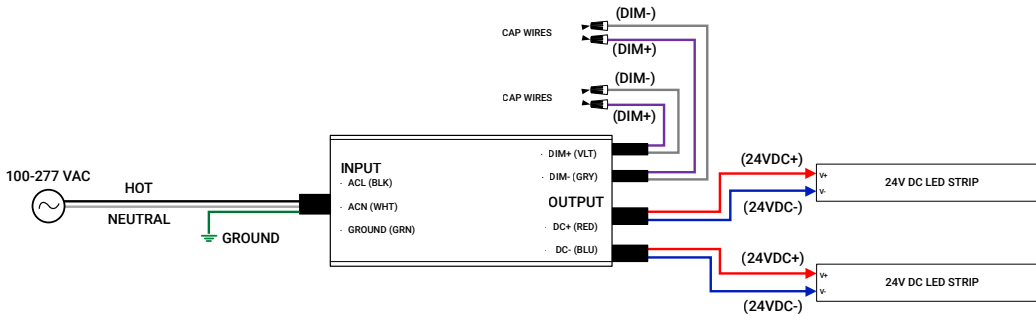 (DIM-)
CAP WIRES
(DIM+)
(DIM-)
CAP WIRES
(DIM+)
100-277 VAC
HOT
NEUTRAL
GROUND
INPUT
· ACL (BLK)
· ACN (WHT)
· GROUND (GRN)
· DIM+ (VLT)
· DIM- (GRY)
OUTPUT
· DC+ (RED)
· DC- (BLU)
(24VDC+)
V+
V-
24V DC LED STRIP
(24VDC-)
(24VDC+)
V+
V-
24V DC LED STRIP
(24VDC-)